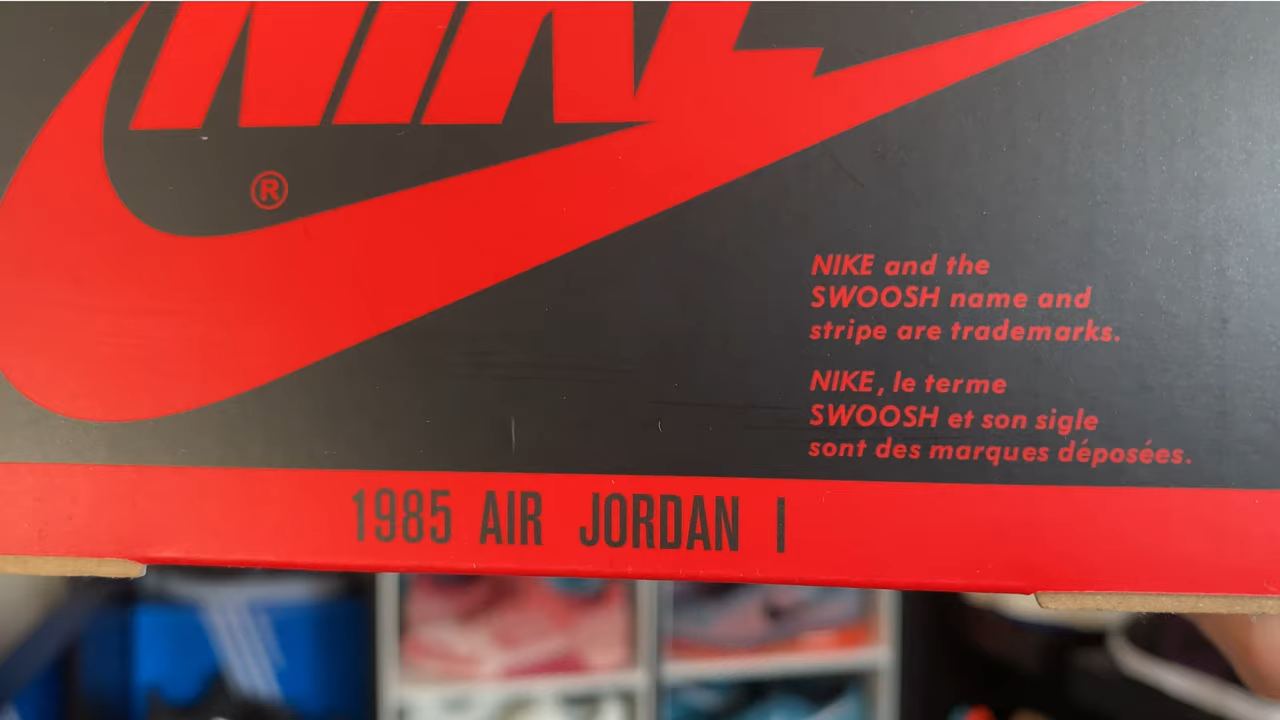 NIKE
®
NIKE and the
SWOOSH name and
stripe are trademarks.
NIKE, le terme
SWOOSH et son sigle
sont des marques déposées.
1985 AIR JORDAN I